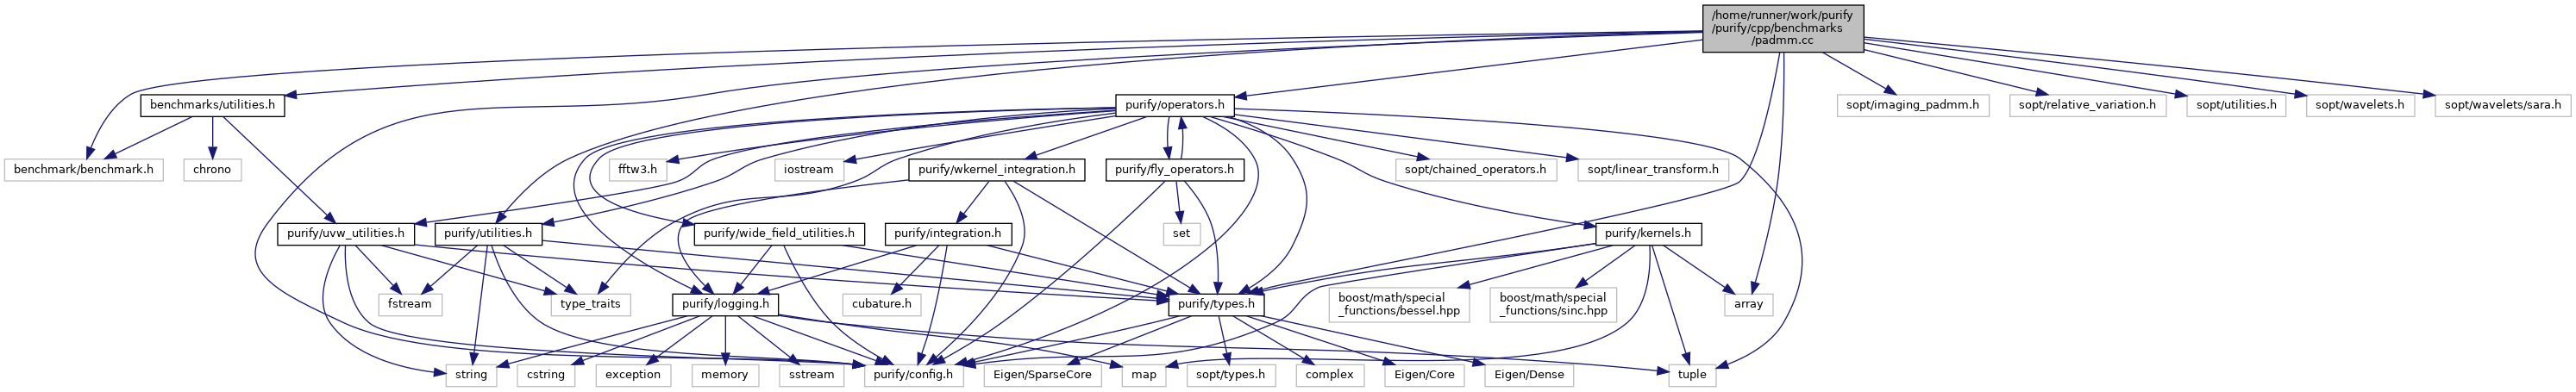 /home/runner/work/purify
/purify/cpp/benchmarks
/padmm.cc
benchmarks/utilities.h
purify/operators.h
sopt/imaging_padmm.h
sopt/relative_variation.h
sopt/utilities.h
sopt/wavelets.h
sopt/wavelets/sara.h
benchmark/benchmark.h
chrono
fftw3.h
iostream
purify/wkernel_integration.h
purify/fly_operators.h
sopt/chained_operators.h
sopt/linear_transform.h
purify/uvw_utilities.h
purify/utilities.h
purify/wide_field_utilities.h
purify/integration.h
set
purify/kernels.h
fstream
type_traits
purify/logging.h
cubature.h
purify/types.h
boost/math/special
_functions/bessel.hpp
boost/math/special
_functions/sinc.hpp
array
string
cstring
exception
memory
sstream
purify/config.h
Eigen/SparseCore
map
sopt/types.h
complex
Eigen/Core
Eigen/Dense
tuple